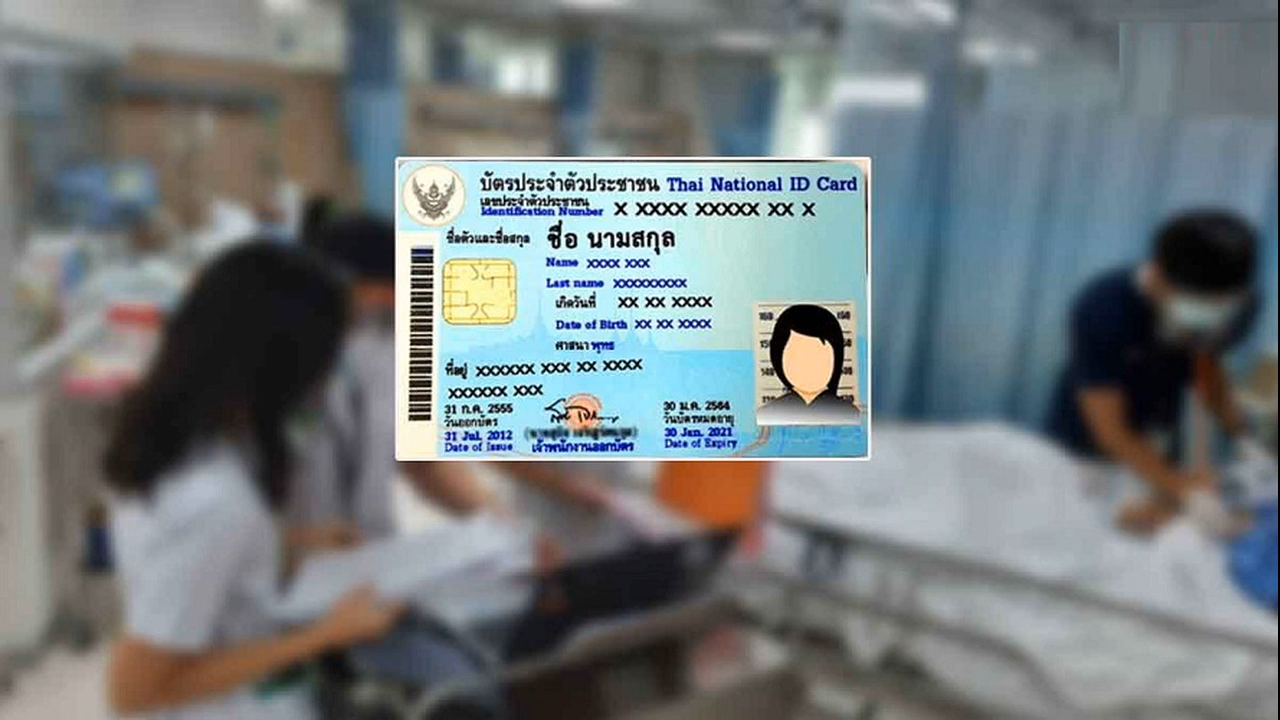 บัตรประจำตัวประชาชน Thai National ID Card
เลขประจำตัวประชาชน
Identification Number X XXXX XXXXX XX X
ชื่อตัวและชื่อสกุล ชื่อ นามสกุล
Name XXXX XXX
Last name XXXXXXXXXX
เกิดวันที่ XX XX XXXX
Date of Birth XX XX XXXX
ศาสนา พุทธ
ที่อยู่ XXXXXX XXX XX XXXX
XXXXXX XXX
31 ก.ค. 2555
วันออกบัตร
31 Jul. 2012
Date of Issue
เจ้าพนักงานออกบัตร
30 ม.ค. 2564
วันบัตรหมดอายุ
30 Jan. 2021
Date of Expiry
160 150